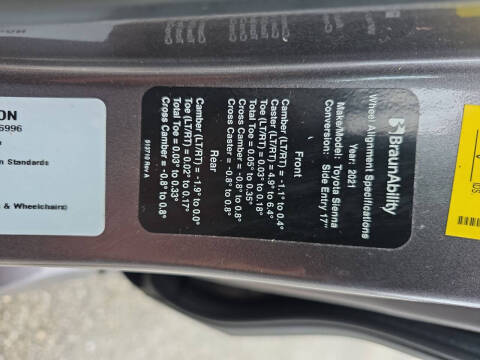 BraunAbility
Wheel Alignment Specifications
Year: 2021
Make/Model: Toyota Sienna
Conversion: Side Entry 17"
Front
Camber (LT/RT) = -1.1° to 0.4°
Caster (LT/RT) = 4.9° to 6.4°
Toe (LT/RT) = 0.03° to 0.18°
Total Toe = 0.05° to 0.35°
Cross Camber = -0.8° to 0.8°
Cross Caster = -0.8° to 0.8°
Rear
Camber (LT/RT) = -1.9° to 0.0°
Toe (LT/RT) = 0.02° to 0.17°
Total Toe = 0.03° to 0.33°
Cross Camber = -0.8° to 0.8°
Rev A
ON
6996
n Standards
& Wheelchairs)
US